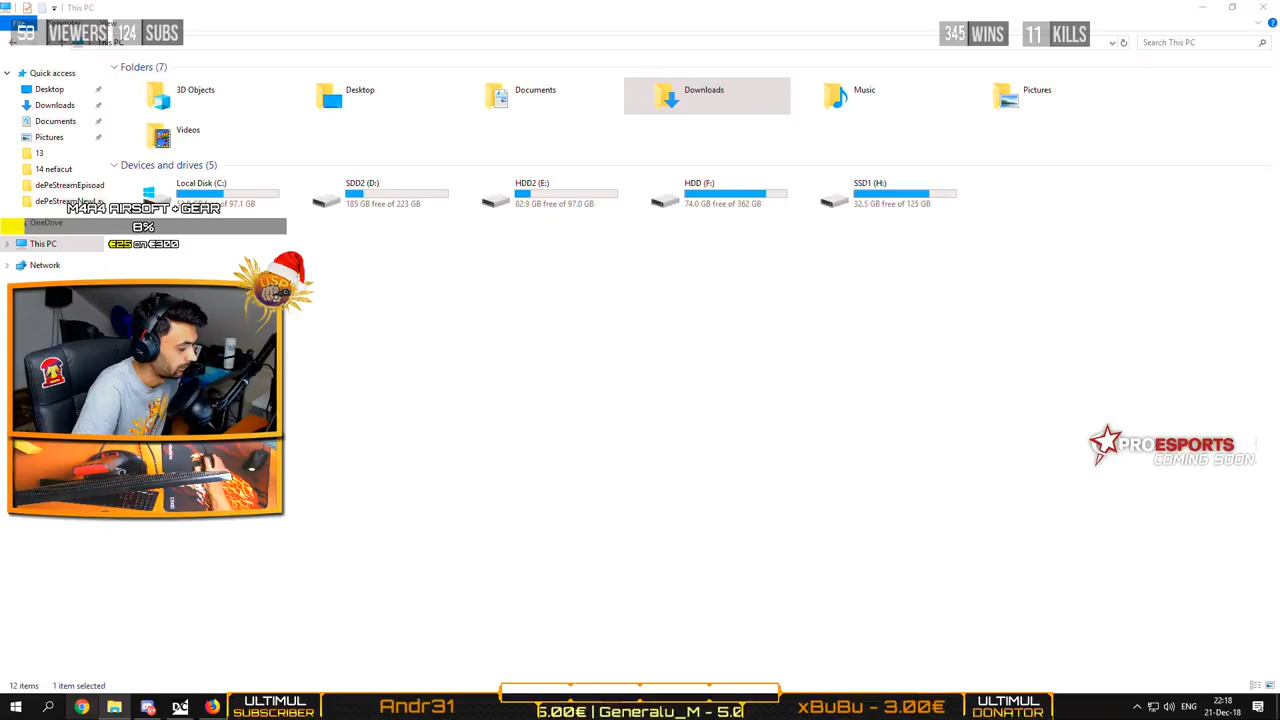 This PC
58 VIEWERS 124 SUBS
345 WINS 11 KILLS
This PC
Search This PC
Quick access
Desktop
Downloads
Documents
Pictures
13
14 nefacut
dePeStreamEpisoad
OneDrive
This PC
Network
Folders (7)
3D Objects
Desktop
Documents
Downloads
Music
Pictures
Videos
Devices and drives (5)
Local Disk (C:)
SDD2 (D:)
185 GB free of 223 GB
HDD2 (E:)
82.9 GB free of 97.0 GB
HDD (F:)
74.0 GB free of 362 GB
SSD1 (H:)
32.5 GB free of 125 GB
M4A4 AIRSOFT + GEAR
8%
€25 din €300
PROESPORTS
COMING SOON
12 items 1 item selected
ULTIMUL
SUBSCRIBER
Andr31
5.00€ | Generalu_M - 5.0
xBuBu - 3.00€
ULTIMUL
DONATOR
ENG
22:18
21-Dec-18